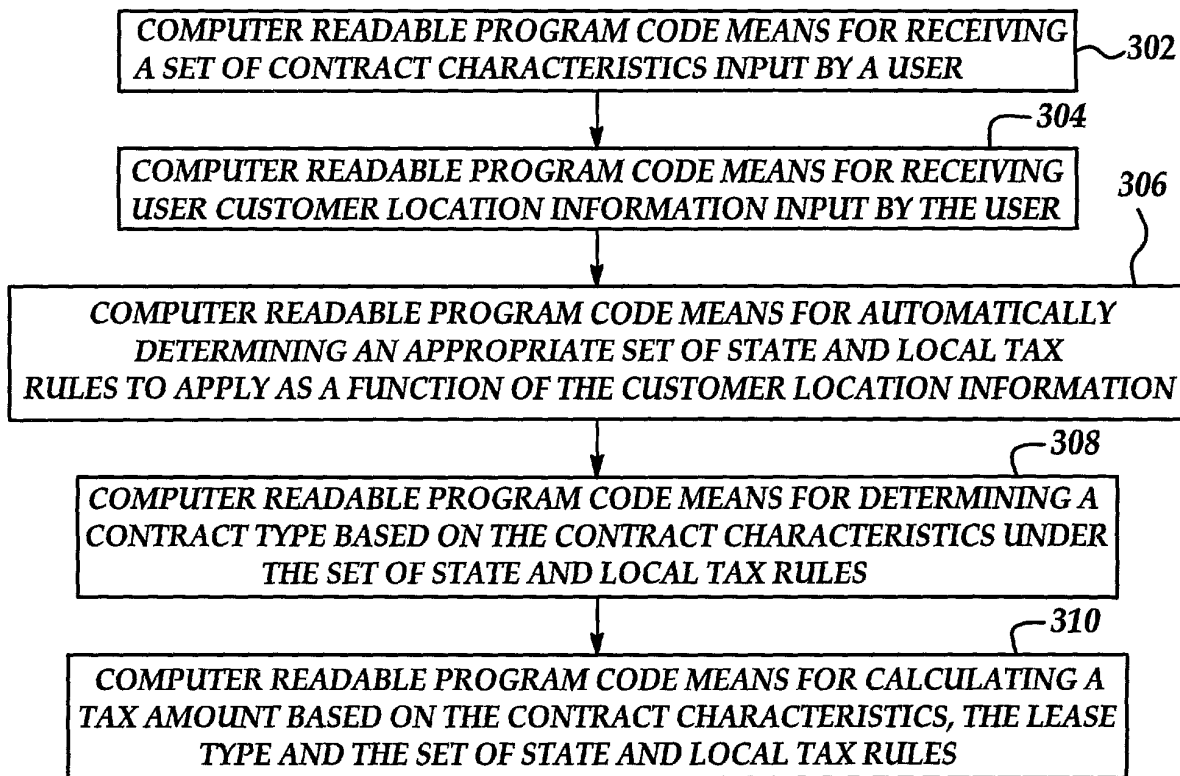 COMPUTER READABLE PROGRAM CODE MEANS FOR RECEIVING
A SET OF CONTRACT CHARACTERISTICS INPUT BY A USER
302
304
COMPUTER READABLE PROGRAM CODE MEANS FOR RECEIVING
USER CUSTOMER LOCATION INFORMATION INPUT BY THE USER
306
COMPUTER READABLE PROGRAM CODE MEANS FOR AUTOMATICALLY
DETERMINING AN APPROPRIATE SET OF STATE AND LOCAL TAX
RULES TO APPLY AS A FUNCTION OF THE CUSTOMER LOCATION INFORMATION
308
COMPUTER READABLE PROGRAM CODE MEANS FOR DETERMINING A
CONTRACT TYPE BASED ON THE CONTRACT CHARACTERISTICS UNDER
THE SET OF STATE AND LOCAL TAX RULES
310
COMPUTER READABLE PROGRAM CODE MEANS FOR CALCULATING A
TAX AMOUNT BASED ON THE CONTRACT CHARACTERISTICS, THE LEASE
TYPE AND THE SET OF STATE AND LOCAL TAX RULES